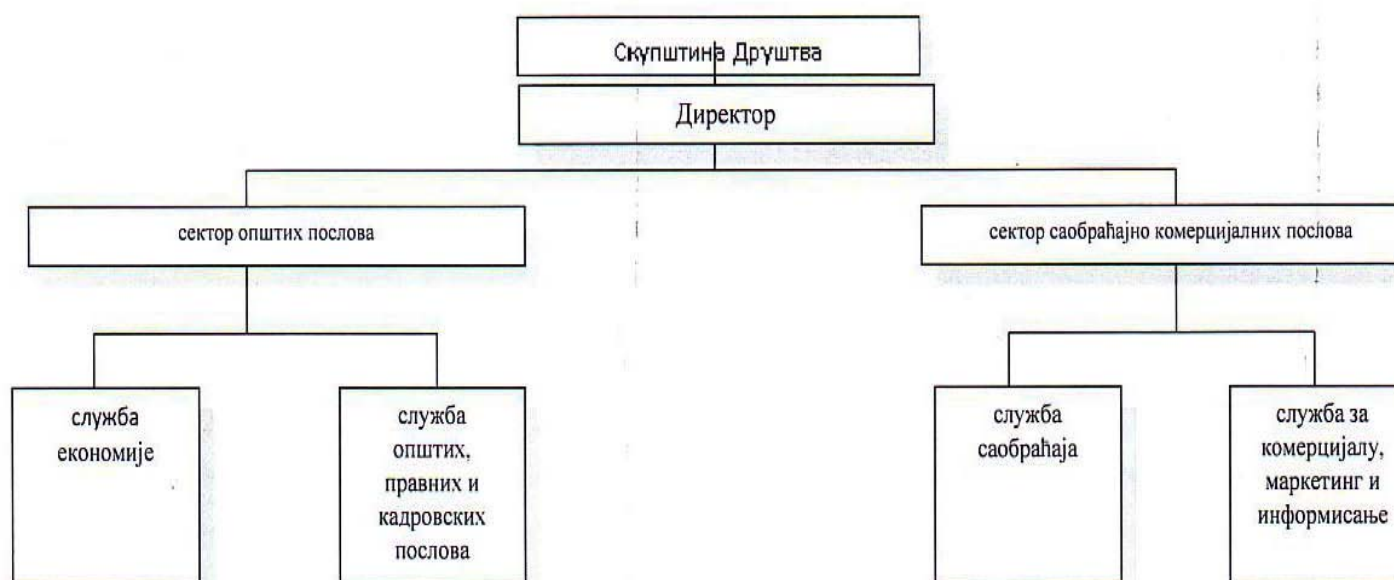 Скупштина Друштва
Директор
сектор општих послова
сектор саобраћајно комерцијалних послова
служба
економије
служба
општих,
правних и
кадровских
послова
служба
саобраћаја
служба за
комерцијалу,
маркетинг и
информисање